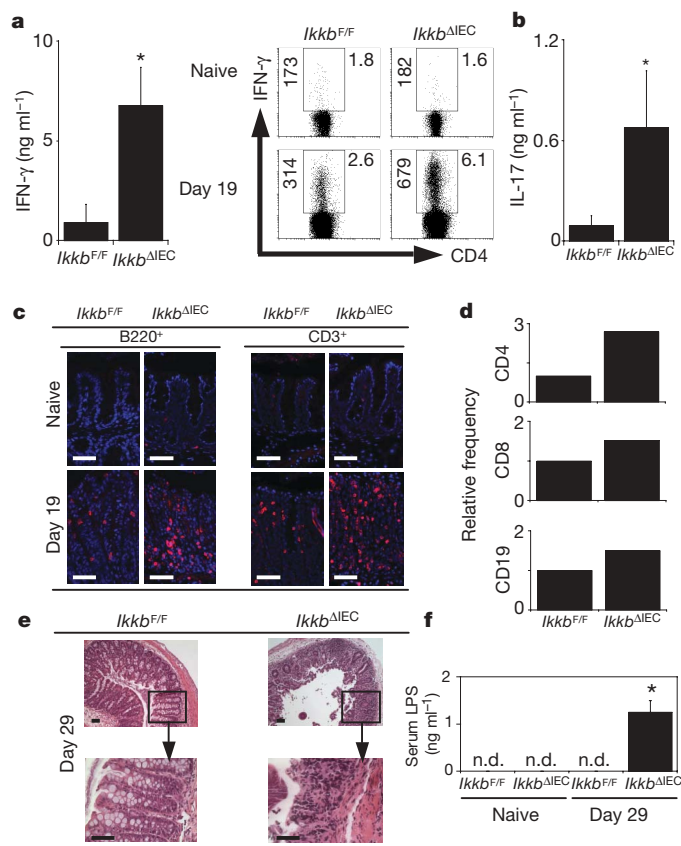 a
IFN-γ (ng ml⁻¹)
10
5
0
*
Ikkb^F/F
Ikkb^ΔIEC
Ikkb^F/F
Ikkb^ΔIEC
Naive
IFN-γ
173
1.8
182
1.6
Day 19
314
2.6
679
6.1
CD4
b
IL-17 (ng ml⁻¹)
1.2
0.6
0
*
Ikkb^F/F
Ikkb^ΔIEC
c
Ikkb^F/F
Ikkb^ΔIEC
Ikkb^F/F
Ikkb^ΔIEC
B220⁺
CD3⁺
Naive
Day 19
d
Relative frequency
CD4
3
0
CD8
2
1
0
CD19
2
1
0
Ikkb^F/F
Ikkb^ΔIEC
e
Ikkb^F/F
Ikkb^ΔIEC
Day 29
f
Serum LPS
(ng ml⁻¹)
2
1
0
n.d.
n.d.
n.d.
*
Ikkb^F/F
Ikkb^ΔIEC
Ikkb^F/F
Ikkb^ΔIEC
Naive
Day 29